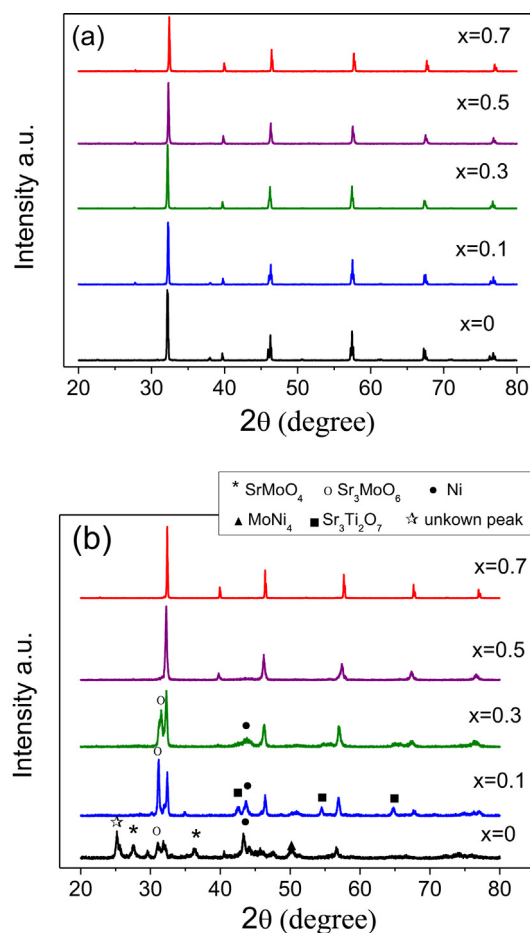 (a)
x=0.7
x=0.5
x=0.3
x=0.1
x=0
Intensity a.u.
20 30 40 50 60 70 80
2θ (degree)
* SrMoO₄ o Sr₃MoO₆ ● Ni
▲ MoNi₄ ■ Sr₃Ti₂O₇ ☆ unkown peak
(b)
x=0.7
x=0.5
x=0.3
x=0.1
x=0
o
●
o
■ ● ■ ■
☆ * o * ● ▲
Intensity a.u.
20 30 40 50 60 70 80
2θ (degree)